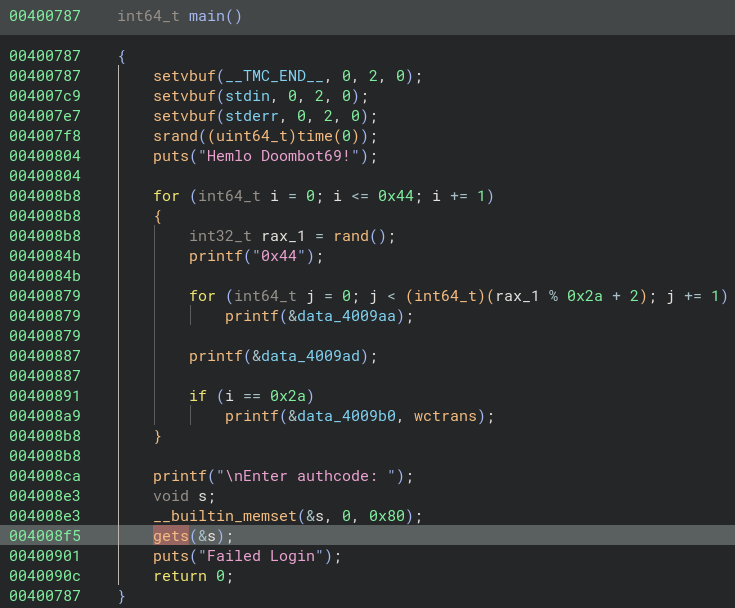 00400787    int64_t main()
00400787    {
00400787        setvbuf(__TMC_END__, 0, 2, 0);
004007c9        setvbuf(stdin, 0, 2, 0);
004007e7        setvbuf(stderr, 0, 2, 0);
004007f8        srand((uint64_t)time(0));
00400804        puts("Hemlo Doombot69!");
00400804
004008b8        for (int64_t i = 0; i <= 0x44; i += 1)
004008b8        {
004008b8            int32_t rax_1 = rand();
0040084b            printf("0x44");
0040084b
00400879            for (int64_t j = 0; j < (int64_t)(rax_1 % 0x2a + 2); j += 1)
00400879                printf(&data_4009aa);
00400879
00400887            printf(&data_4009ad);
00400887
00400891            if (i == 0x2a)
004008a9                printf(&data_4009b0, wctrans);
004008b8        }
004008b8
004008ca        printf("\nEnter authcode: ");
004008e3        void s;
004008e3        __builtin_memset(&s, 0, 0x80);
004008f5        gets(&s);
00400901        puts("Failed Login");
0040090c        return 0;
00400787    }